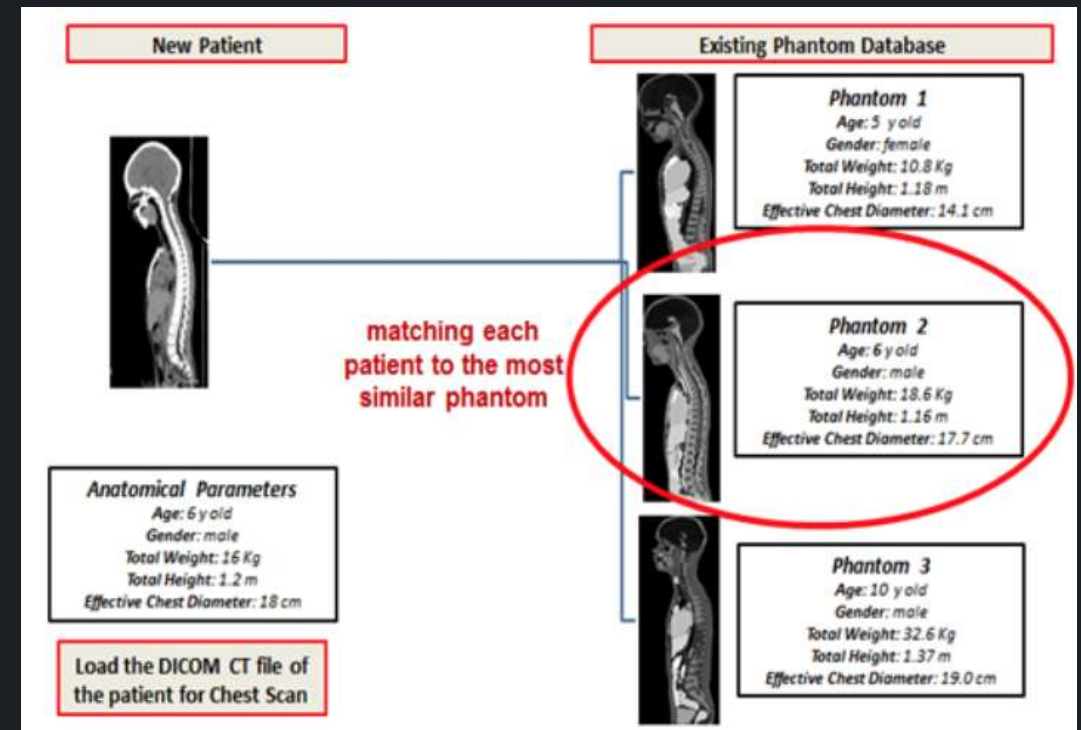 New Patient
Existing Phantom Database
Phantom 1
Age: 5 y old
Gender: female
Total Weight: 10.8 Kg
Total Height: 1.18 m
Effective Chest Diameter: 14.1 cm
matching each
patient to the most
similar phantom
Phantom 2
Age: 6 y old
Gender: male
Total Weight: 18.6 Kg
Total Height: 1.16 m
Effective Chest Diameter: 17.7 cm
Anatomical Parameters
Age: 6 y old
Gender: male
Total Weight: 16 Kg
Total Height: 1.2 m
Effective Chest Diameter: 18 cm
Phantom 3
Age: 10 y old
Gender: male
Total Weight: 32.6 Kg
Total Height: 1.37 m
Effective Chest Diameter: 19.0 cm
Load the DICOM CT file of
the patient for Chest Scan